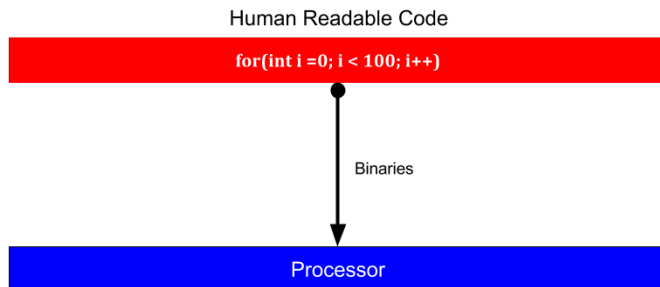 Human Readable Code
for(int i =0; i < 100; i++)
Binaries
Processor